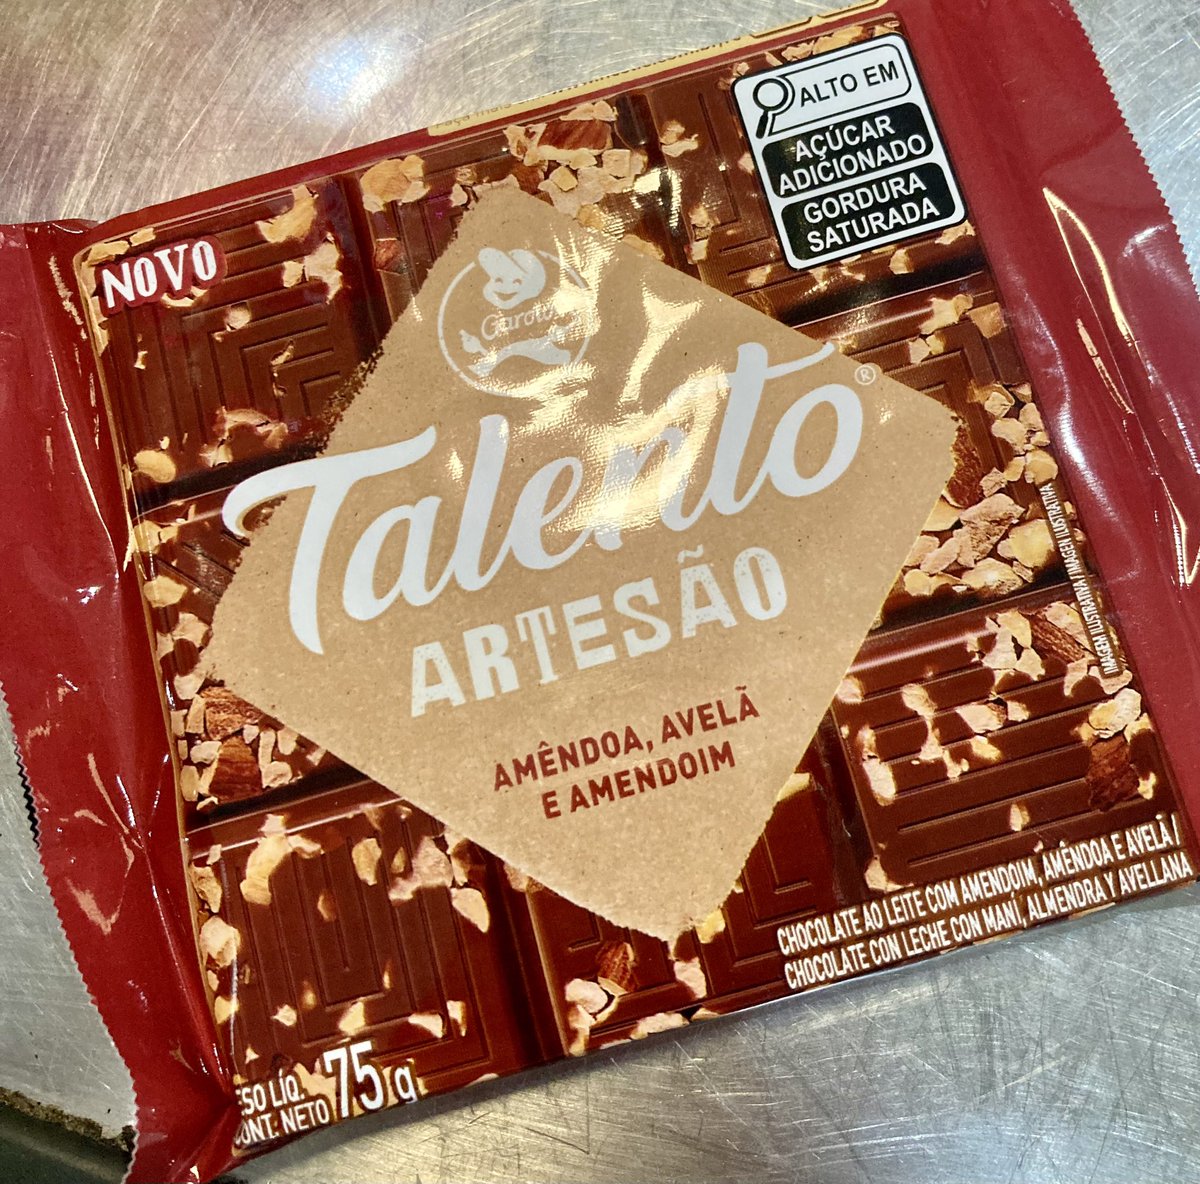 ALTO EM
AÇÚCAR
ADICIONADO
GORDURA
SATURADA
NOVO
Garoto
Talento®
ARTESÃO
AMÊNDOA, AVELÃ
E AMENDOIM
IMAGEM ILUSTRATIVA / IMAGEN ILUSTRATIVA
CHOCOLATE AO LEITE COM AMENDOIM, AMÊNDOA E AVELÃ /
CHOCOLATE CON LECHE CON MANÍ, ALMENDRA Y AVELLANA
ESO LÍQ.
CONT. NETO 75 g